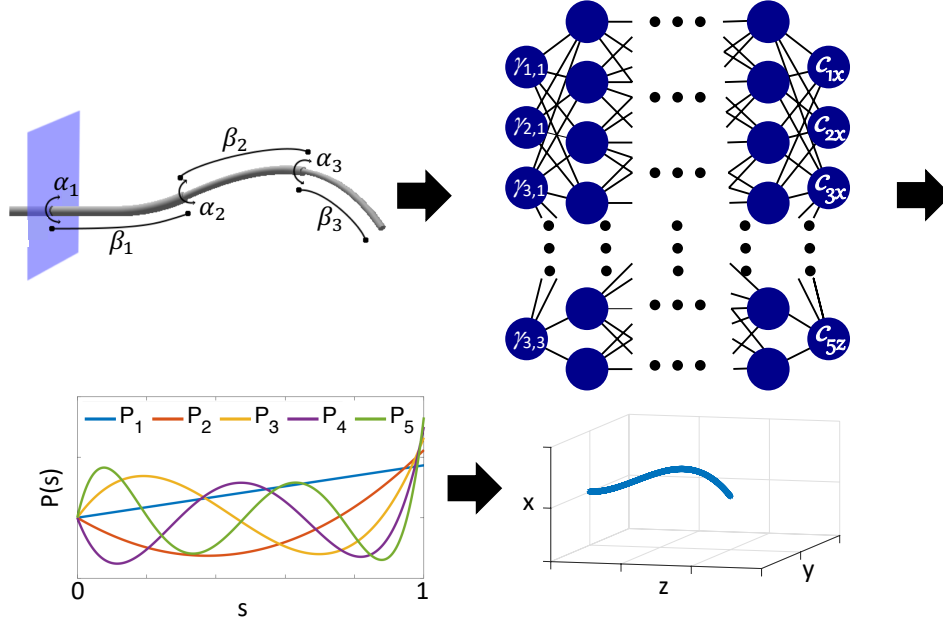 α₁
β₁
α₂
β₂
α₃
β₃
γ₁,₁
γ₂,₁
γ₃,₁
γ₃,₃
c₁ₓ
c₂ₓ
c₃ₓ
c₅z
P₁ P₂ P₃ P₄ P₅
P(s)
0 1
s
x
z
y